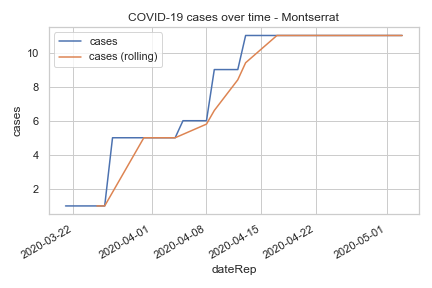 COVID-19 cases over time - Montserrat
cases
cases (rolling)
10
8
6
4
2
cases
2020-03-22
2020-04-01
2020-04-08
2020-04-15
2020-04-22
2020-05-01
dateRep